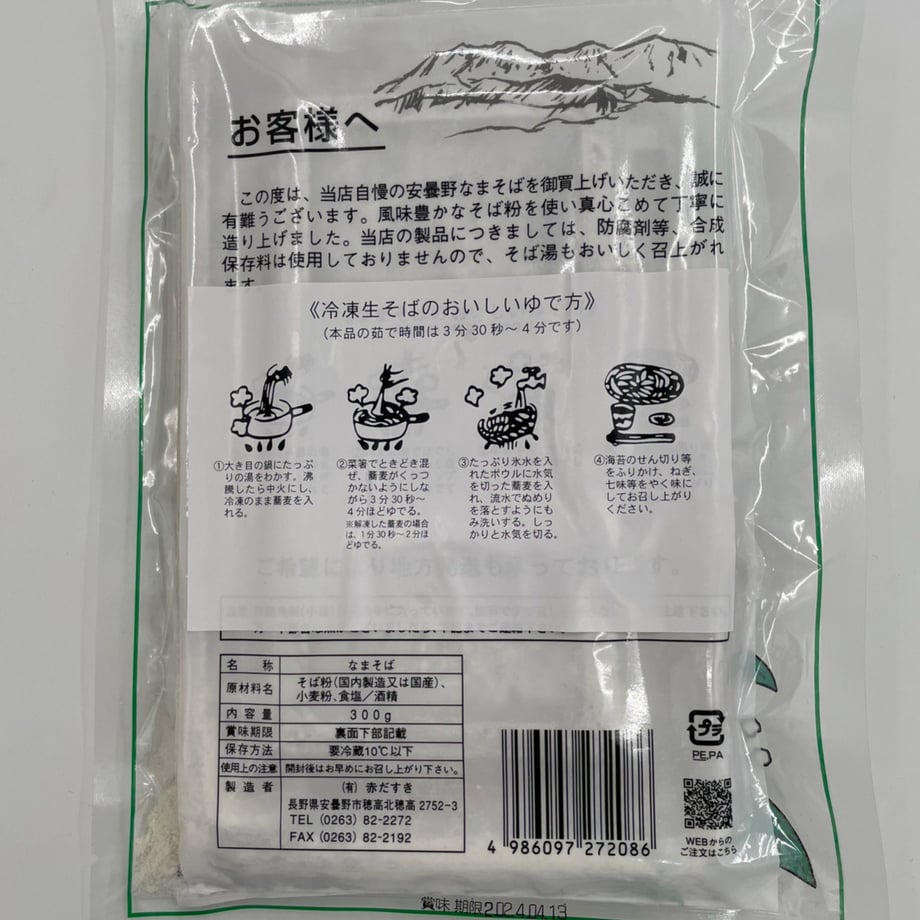 お客様へ
この度は、当店自慢の安曇野なまそばを御買上げいただき、誠に
有難うございます。風味豊かなそば粉を使い真心こめて丁寧に
造り上げました。当店の製品につきましては、防腐剤等、合成
保存料は使用しておりませんので、そば湯もおいしく召上がれ
ます
《冷凍生そばのおいしいゆで方》
(本品の茹で時間は3分30秒～4分です)
①大き目の鍋にたっぷ
りの湯をわかす。沸
騰したら中火にし、
冷凍のまま蕎麦を入
れる。
②菜箸でときどき混
ぜ、蕎麦がくっつ
かないようにしな
がら3分30秒～
4分ほどゆでる。
※解凍した蕎麦の場合
は、1分30秒～2分ほ
どゆでる。
③たっぷり氷水を入
れたボウルに水気
を切った蕎麦を入
れ、流水でぬめり
を落とすようにも
み洗いする。しっ
かりと水気を切る。
④海苔のせん切り等
をふりかけ、ねぎ、
七味等をやく味に
してお召し上がり
ください。
名称 なまそば
原材料名 そば粉(国内製造又は国産)、
小麦粉、食塩／酒精
内容量 300g
賞味期限 裏面下部記載
保存方法 要冷蔵10℃以下
使用上の注意 開封後はお早めにお召し上がり下さい。
製造者 (有)赤だすき
長野県安曇野市穂高北穂高2752-3
TEL (0263) 82-2272
FAX (0263) 82-2192
4 986097 272086
プラ
PE,PA
WEBからの
ご注文はこちら
賞味期限2024.04.13